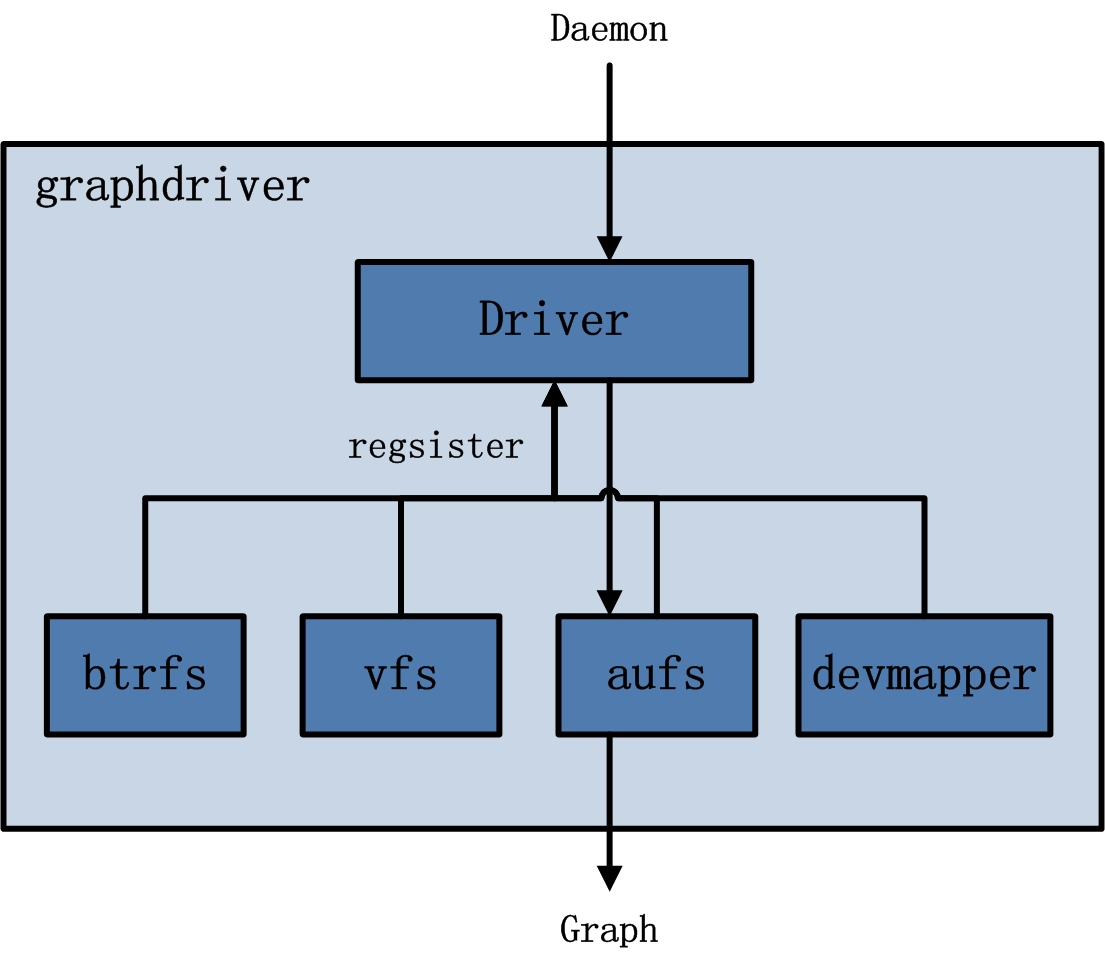 Daemon
graphdriver
Driver
regsister
btrfs
vfs
aufs
devmapper
Graph